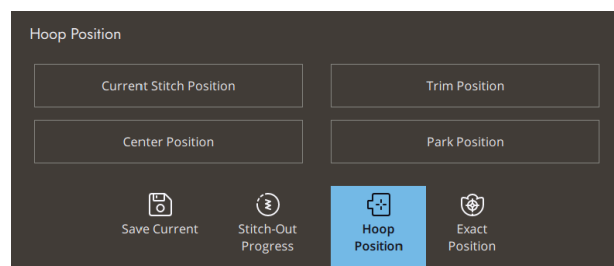 Hoop Position
Current Stitch Position
Trim Position
Center Position
Park Position
Save Current
Stitch-Out
Progress
Hoop
Position
Exact
Position